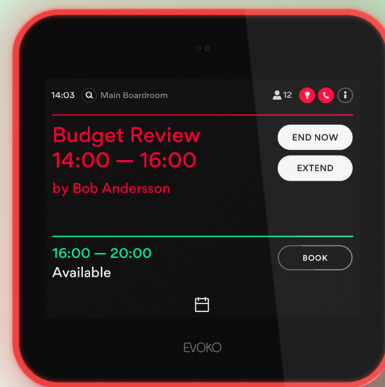 14:03 Main Boardroom 12
Budget Review
14:00 — 16:00
by Bob Andersson
END NOW
EXTEND
16:00 — 20:00
Available
BOOK
EVOKO